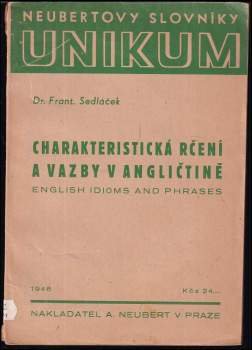 NEUBERTOVY SLOVNÍKY
UNIKUM
Dr. Frant. Sedláček
CHARAKTERISTICKÁ RČENÍ
A VAZBY V ANGLIČTINĚ
ENGLISH IDIOMS AND PHRASES
1946 Kčs 24.—
NAKLADATEL A. NEUBERT V PRAZE